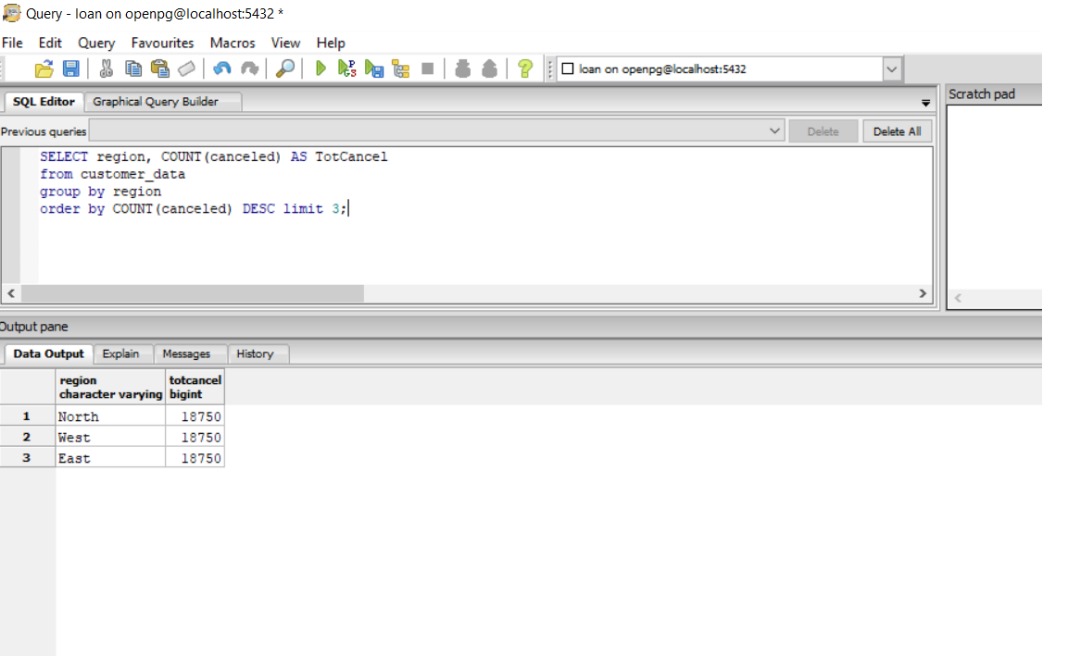 Query - loan on openpg@localhost:5432 *
File Edit Query Favourites Macros View Help
loan on openpg@localhost:5432
SQL Editor Graphical Query Builder
Scratch pad
Previous queries Delete Delete All
SELECT region, COUNT(canceled) AS TotCancel
from customer_data
group by region
order by COUNT(canceled) DESC limit 3;
Output pane
Data Output Explain Messages History
region totcancel
character varying bigint
1 North 18750
2 West 18750
3 East 18750